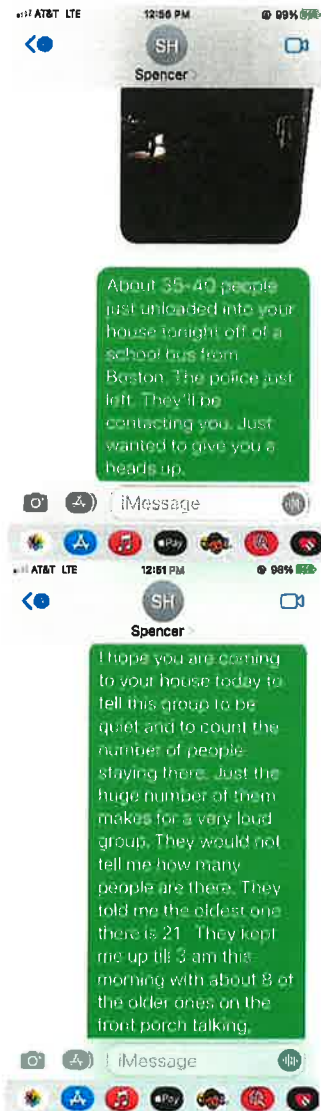 AT&T LTE 12:56 PM 99%
SH
Spencer
About 35-40 people
just unloaded into your
house tonight off of a
school bus from
Boston. The police just
left. They'll be
contacting you. Just
wanted to give you a
heads up.
iMessage
Pay
AT&T LTE 12:51 PM 98%
SH
Spencer
I hope you are coming
to your house today to
tell this group to be
quiet and to count the
number of people
staying there. Just the
huge number of them
makes for a very loud
group. They would not
tell me how many
people are there. They
told me the oldest one
there is 21. They kept
me up till 3 am this
morning with about 8 of
the older ones on the
front porch talking,
iMessage
Pay